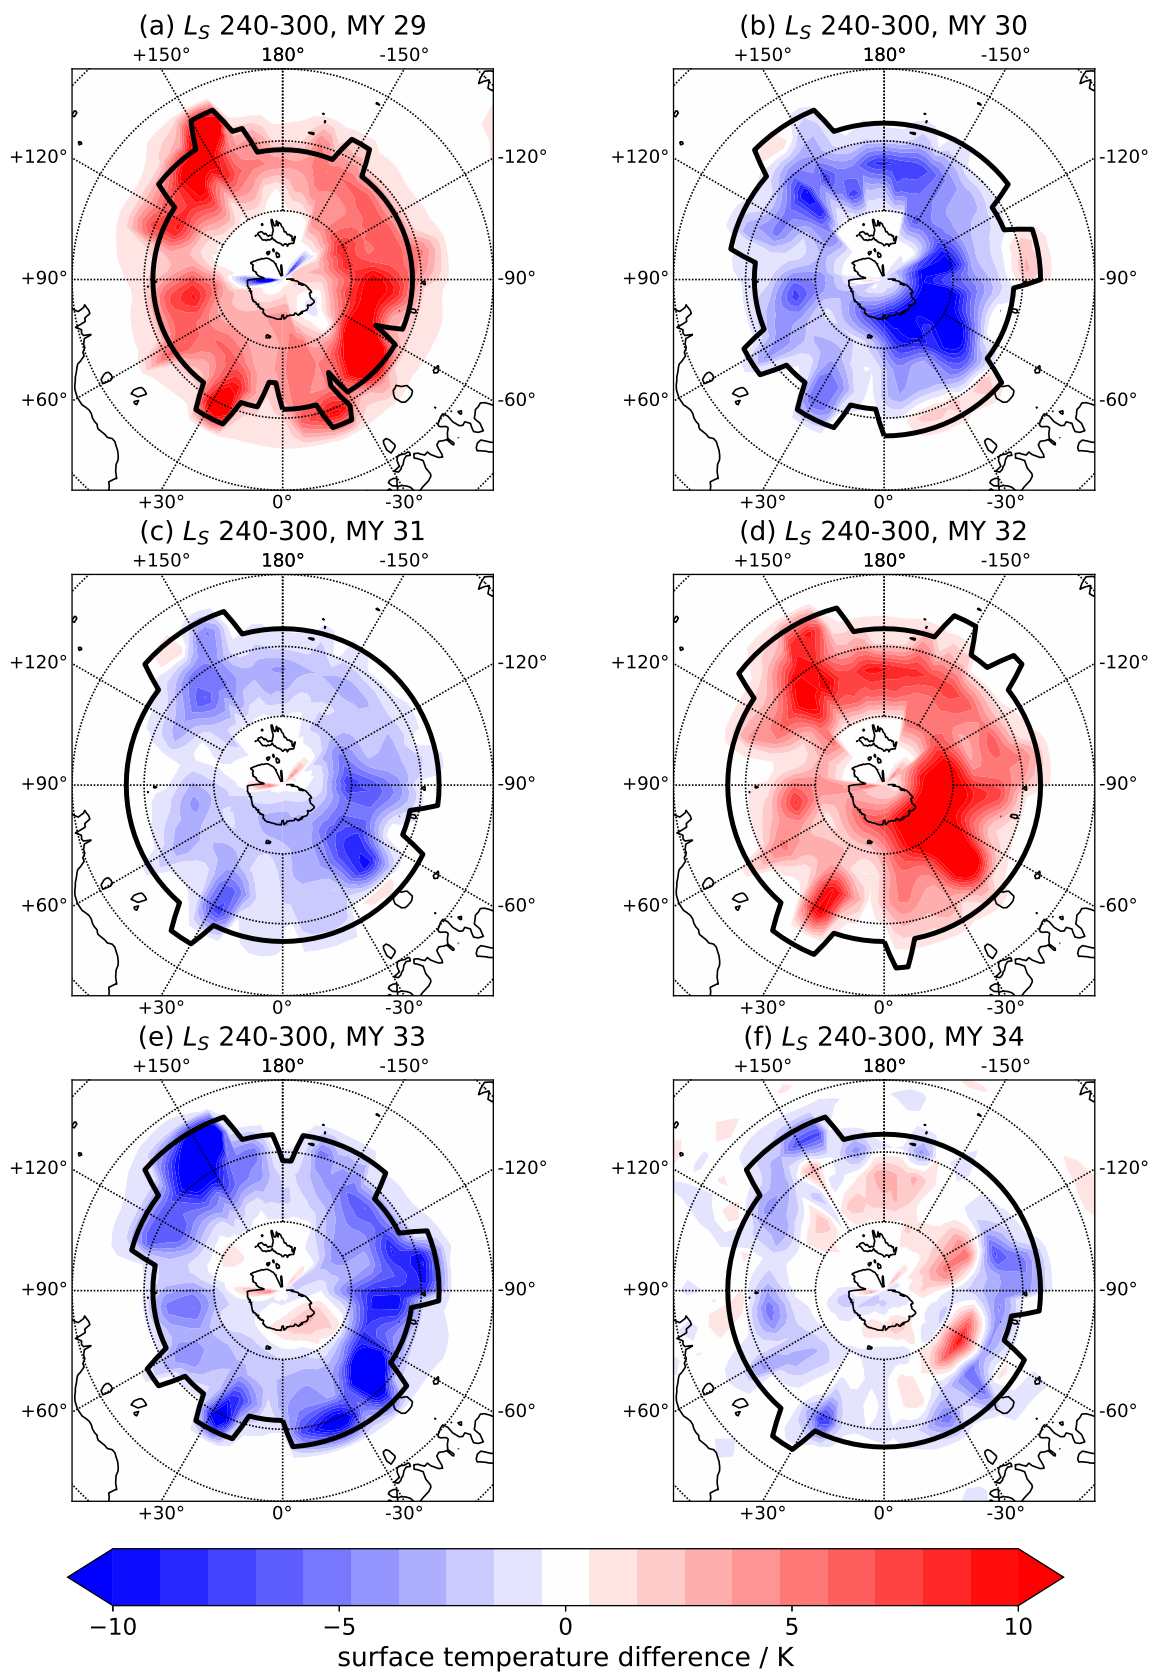 (a) L_S 240-300, MY 29
(b) L_S 240-300, MY 30
+150° 180° -150°
+150° 180° -150°
+120° -120°
+120° -120°
+90° -90°
+90° -90°
+60° -60°
+60° -60°
+30° 0° -30°
+30° 0° -30°
(c) L_S 240-300, MY 31
(d) L_S 240-300, MY 32
+150° 180° -150°
+150° 180° -150°
+120° -120°
+120° -120°
+90° -90°
+90° -90°
+60° -60°
+60° -60°
+30° 0° -30°
+30° 0° -30°
(e) L_S 240-300, MY 33
(f) L_S 240-300, MY 34
+150° 180° -150°
+150° 180° -150°
+120° -120°
+120° -120°
+90° -90°
+90° -90°
+60° -60°
+60° -60°
+30° 0° -30°
+30° 0° -30°
−10 −5 0 5 10
surface temperature difference / K